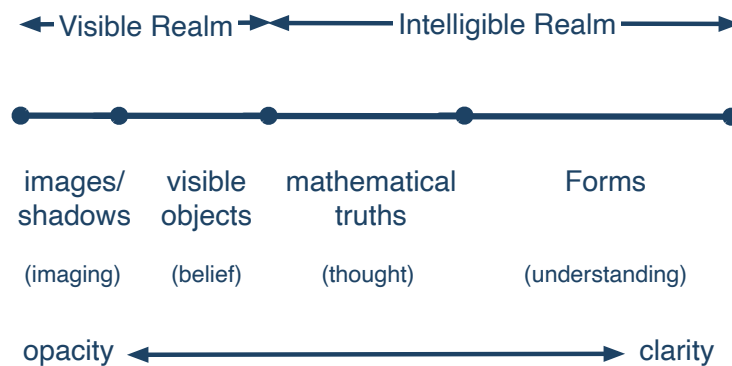 Visible Realm Intelligible Realm
images/ visible mathematical Forms
shadows objects truths
(imaging) (belief) (thought) (understanding)
opacity clarity